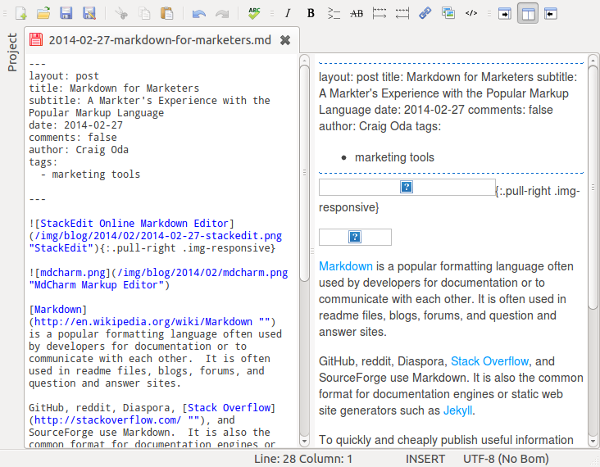 I B AB ABC </>
Project
2014-02-27-markdown-for-marketers.md
---
layout: post
title: Markdown for Marketers
subtitle: A Markter's Experience with the
Popular Markup Language
date: 2014-02-27
comments: false
author: Craig Oda
tags:
- marketing tools
---
![StackEdit Online Markdown Editor]
(/img/blog/2014/02/2014-02-27-stackedit.png
"StackEdit"){:.pull-right .img-responsive}
![mdcharm.png](/img/blog/2014/02/mdcharm.png
"MdCharm Markup Editor")
[Markdown]
(http://en.wikipedia.org/wiki/Markdown "")
is a popular formatting language often used
by developers for documentation or to
communicate with each other.  It is often
used in readme files, blogs, forums, and
question and answer sites.
GitHub, reddit, Diaspora, [Stack Overflow]
(http://stackoverflow.com/ ""), and
SourceForge use Markdown.  It is also the
common format for documentation engines or
layout: post title: Markdown for Marketers subtitle:
A Markter's Experience with the Popular Markup
Language date: 2014-02-27 comments: false
author: Craig Oda tags:
• marketing tools
{:.pull-right .img-
responsive}
Markdown is a popular formatting language often
used by developers for documentation or to
communicate with each other. It is often used in
readme files, blogs, forums, and question and
answer sites.
GitHub, reddit, Diaspora, Stack Overflow, and
SourceForge use Markdown. It is also the common
format for documentation engines or static web
site generators such as Jekyll.
To quickly and cheaply publish useful information
Line: 28 Column: 1 INSERT UTF-8 (No Bom)